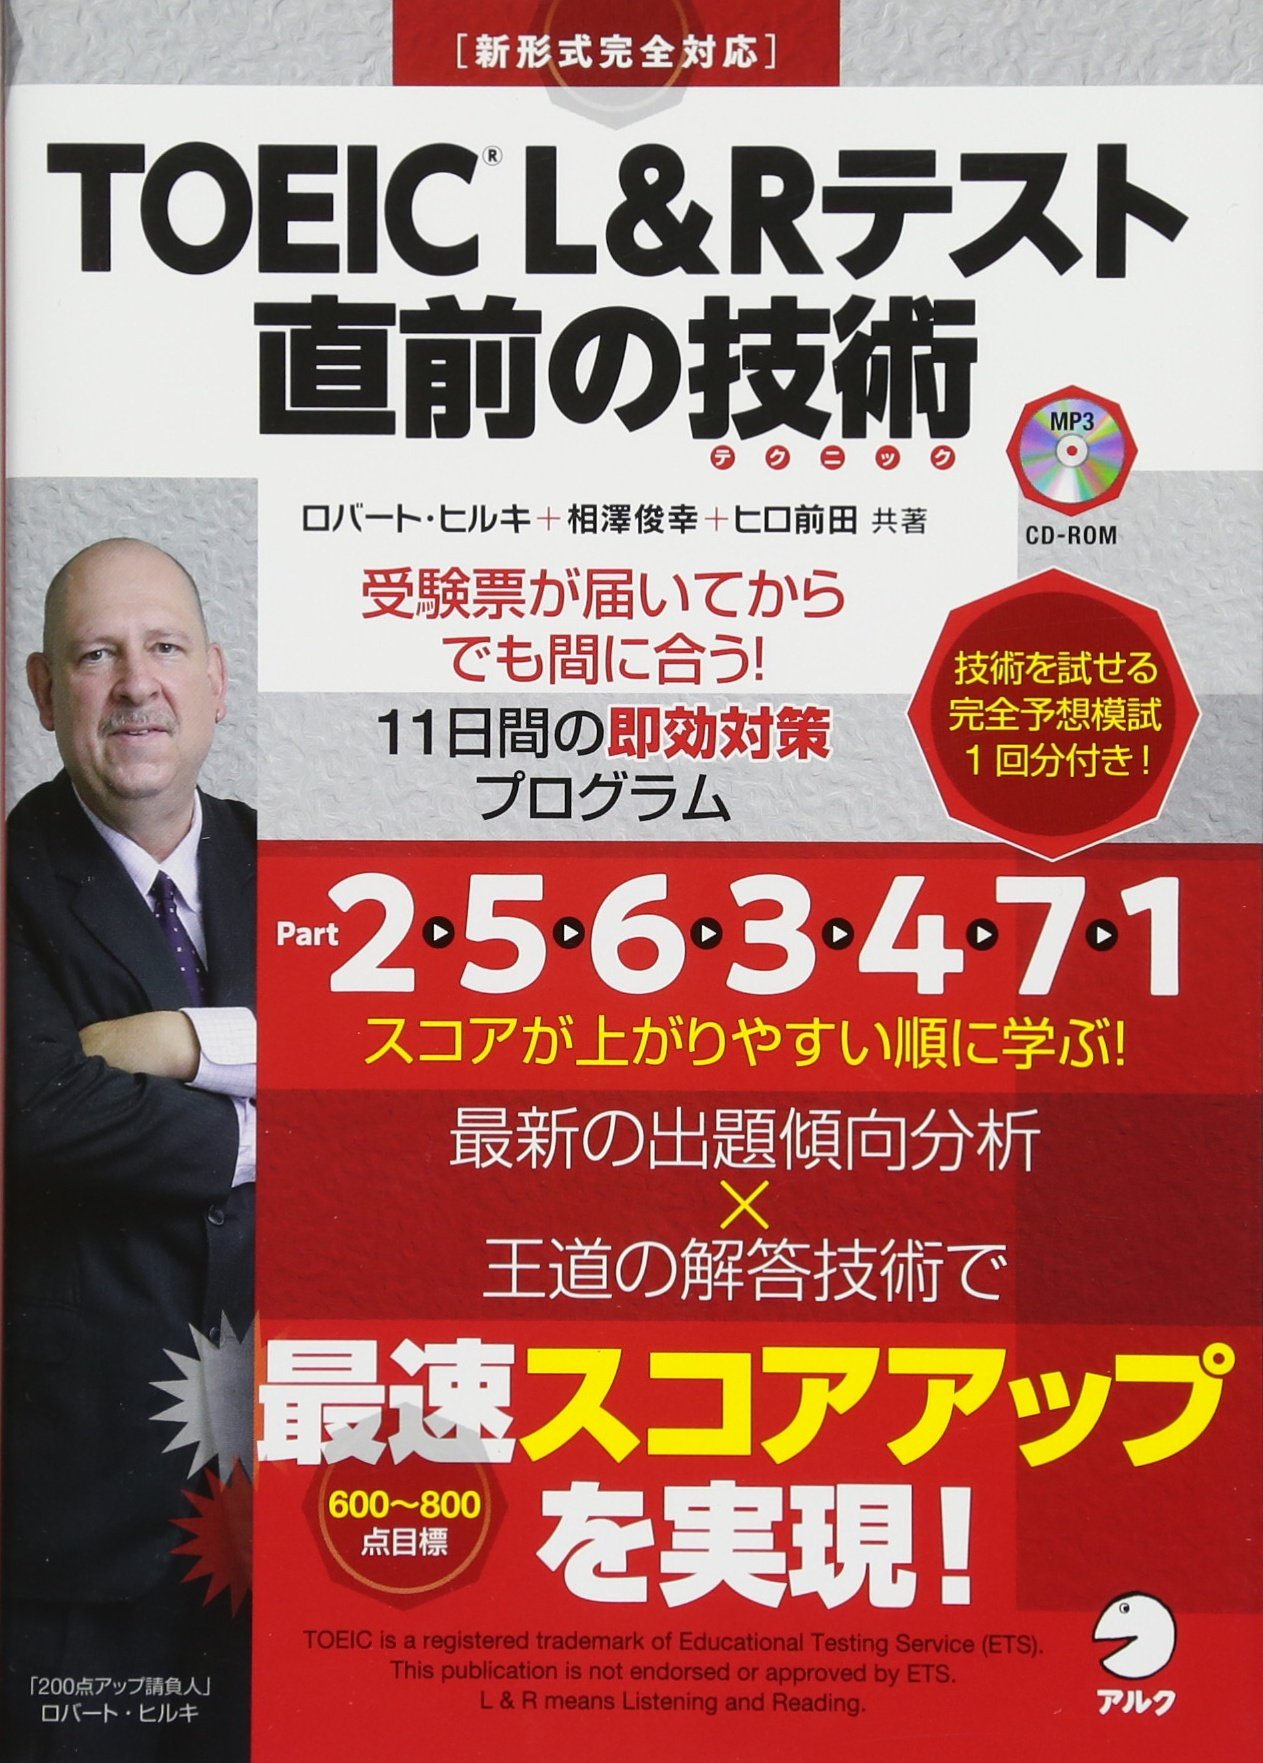 ［新形式完全対応］
TOEIC® L&Rテスト
直前の技術
テクニック
MP3
CD-ROM
ロバート・ヒルキ＋相澤俊幸＋ヒロ前田 共著
受験票が届いてから
でも間に合う！
11日間の即効対策
プログラム
技術を試せる
完全予想模試
1回分付き！
Part 2・5・6・3・4・7・1
スコアが上がりやすい順に学ぶ！
最新の出題傾向分析
×
王道の解答技術で
最速スコアアップ
を実現！
600〜800
点目標
TOEIC is a registered trademark of Educational Testing Service (ETS).
This publication is not endorsed or approved by ETS.
L & R means Listening and Reading.
「200点アップ請負人」
ロバート・ヒルキ
アルク